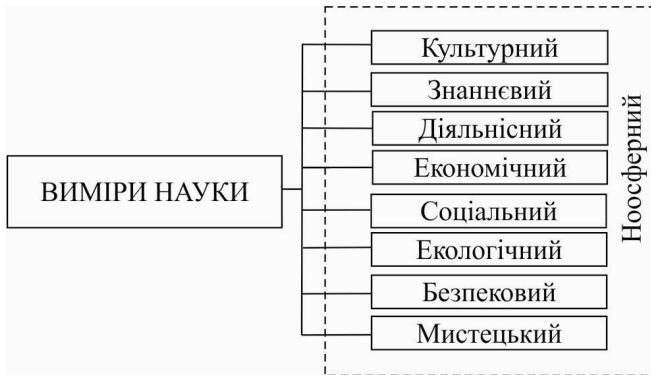 ВИМІРИ НАУКИ
Культурний
Знаннєвий
Діяльнісний
Економічний
Соціальний
Екологічний
Безпековий
Мистецький
Ноосферний